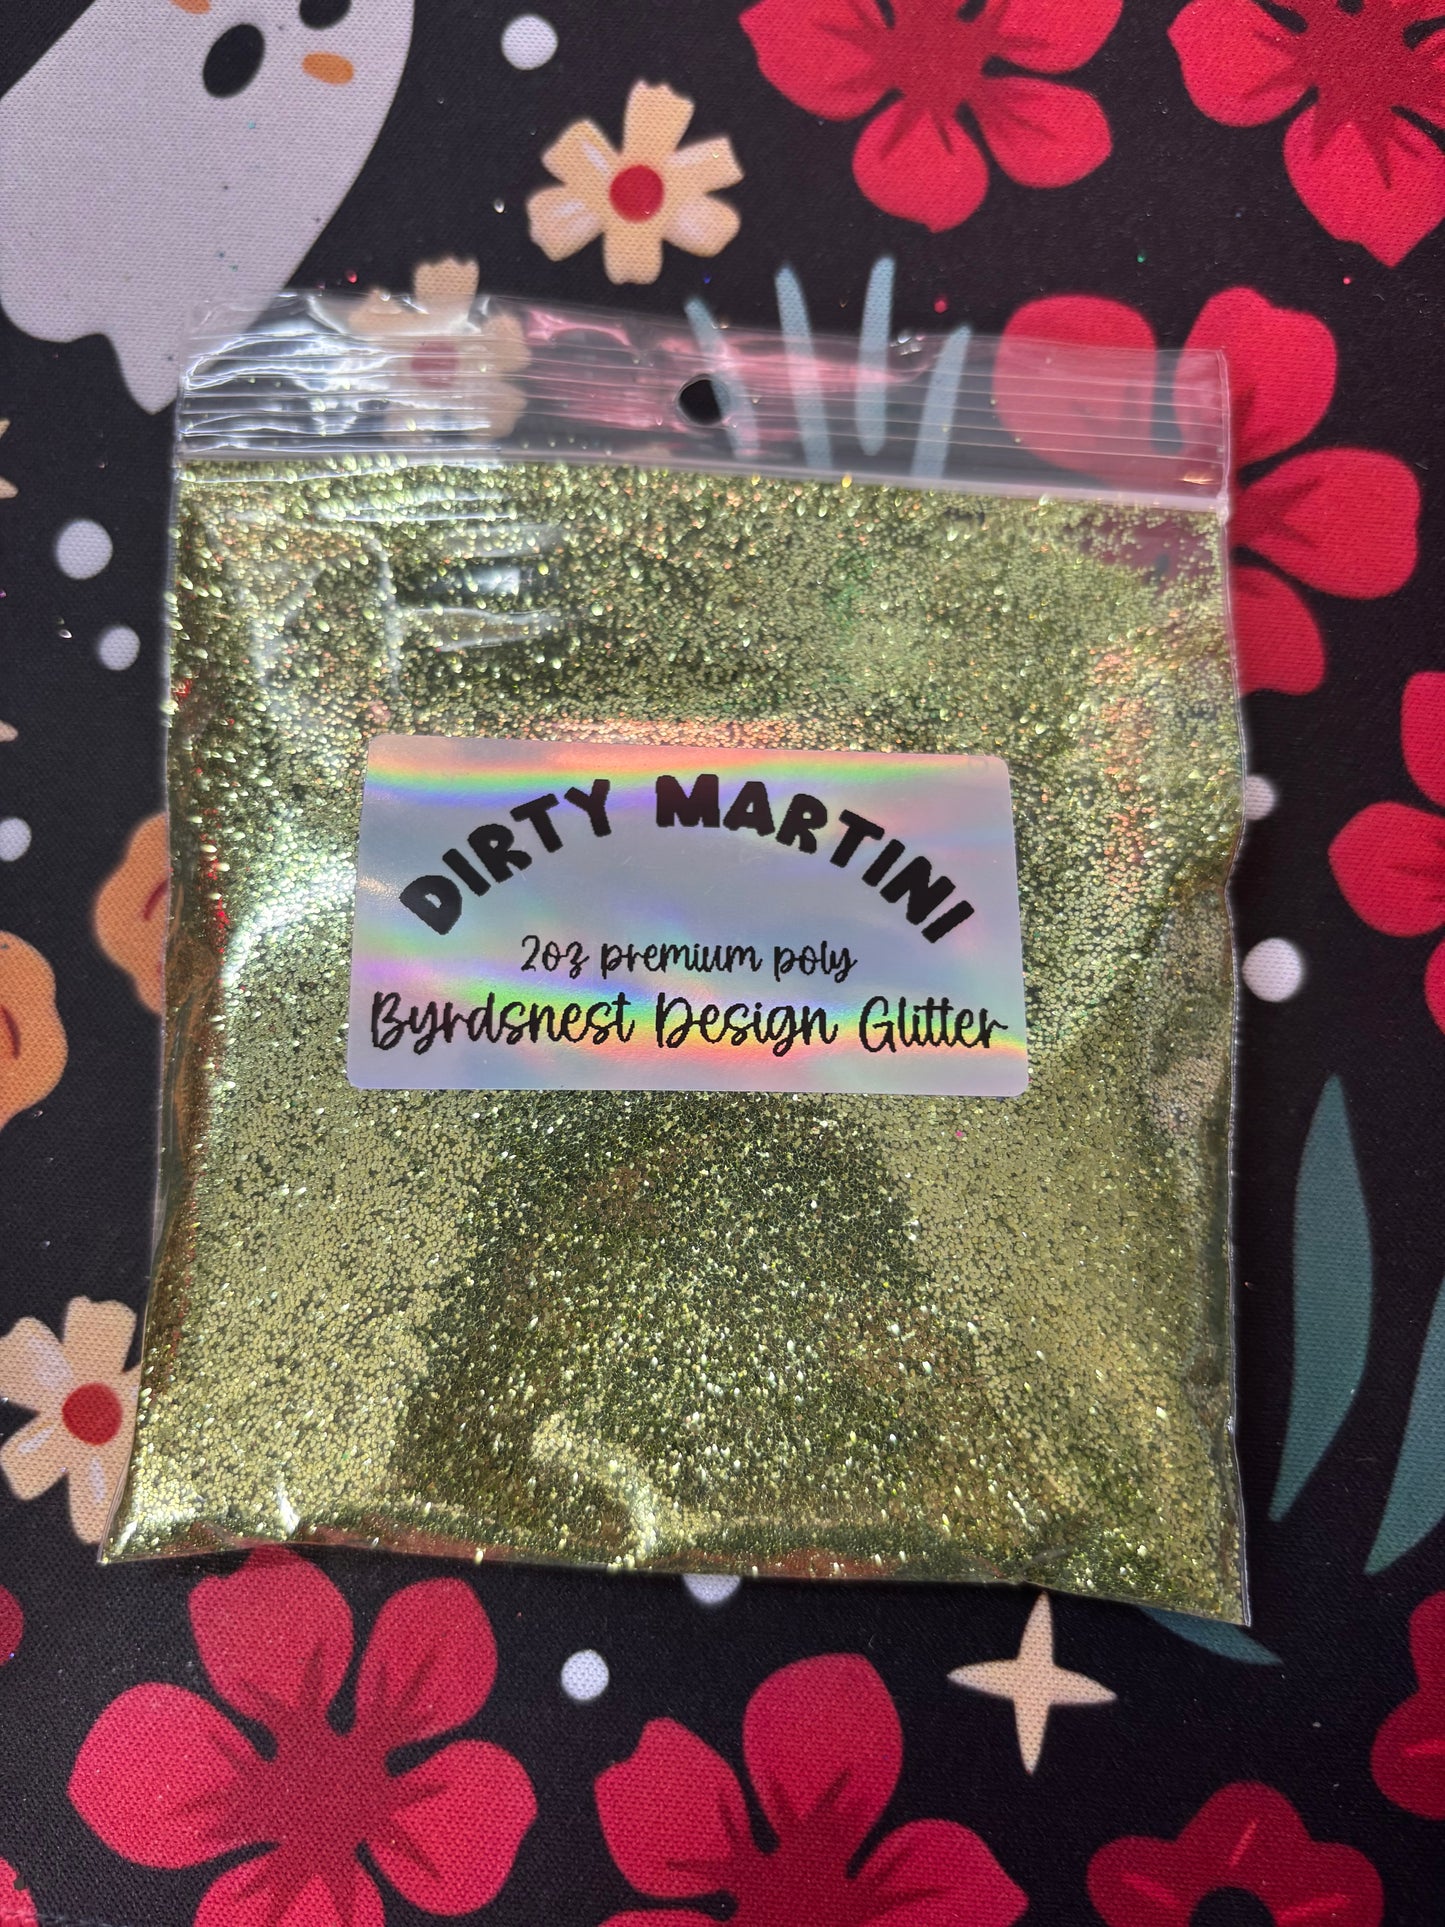 DIRTY MARTINI
2oz premium poly
Byrdsnest Design Glitter